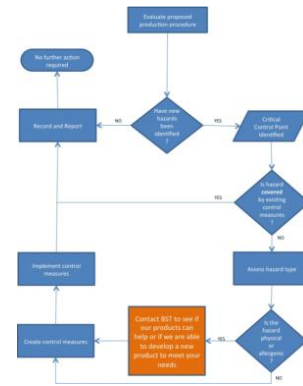 Evaluate proposed
production procedure
No further action
required
Record and Report
NO
Have new
hazards
been
identified
?
YES
Critical
Control Point
Identified
Is hazard
covered
by existing
control
measures
?
YES
NO
Implement control
measures
Assess hazard type
Create control measures
Contact BST to see if
our products can
help or if we are able
to develop a new
product to meet your
needs
YES
Is the
hazard
physical
or
allergenic
?
NO